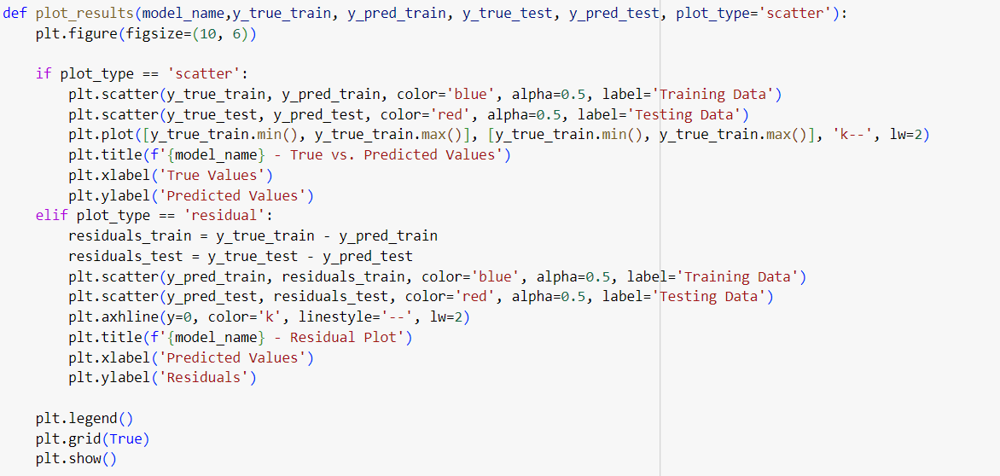 def plot_results(model_name,y_true_train, y_pred_train, y_true_test, y_pred_test, plot_type='scatter'):
    plt.figure(figsize=(10, 6))

    if plot_type == 'scatter':
        plt.scatter(y_true_train, y_pred_train, color='blue', alpha=0.5, label='Training Data')
        plt.scatter(y_true_test, y_pred_test, color='red', alpha=0.5, label='Testing Data')
        plt.plot([y_true_train.min(), y_true_train.max()], [y_true_train.min(), y_true_train.max()], 'k--', lw=2)
        plt.title(f'{model_name} - True vs. Predicted Values')
        plt.xlabel('True Values')
        plt.ylabel('Predicted Values')
    elif plot_type == 'residual':
        residuals_train = y_true_train - y_pred_train
        residuals_test = y_true_test - y_pred_test
        plt.scatter(y_pred_train, residuals_train, color='blue', alpha=0.5, label='Training Data')
        plt.scatter(y_pred_test, residuals_test, color='red', alpha=0.5, label='Testing Data')
        plt.axhline(y=0, color='k', linestyle='--', lw=2)
        plt.title(f'{model_name} - Residual Plot')
        plt.xlabel('Predicted Values')
        plt.ylabel('Residuals')

    plt.legend()
    plt.grid(True)
    plt.show()